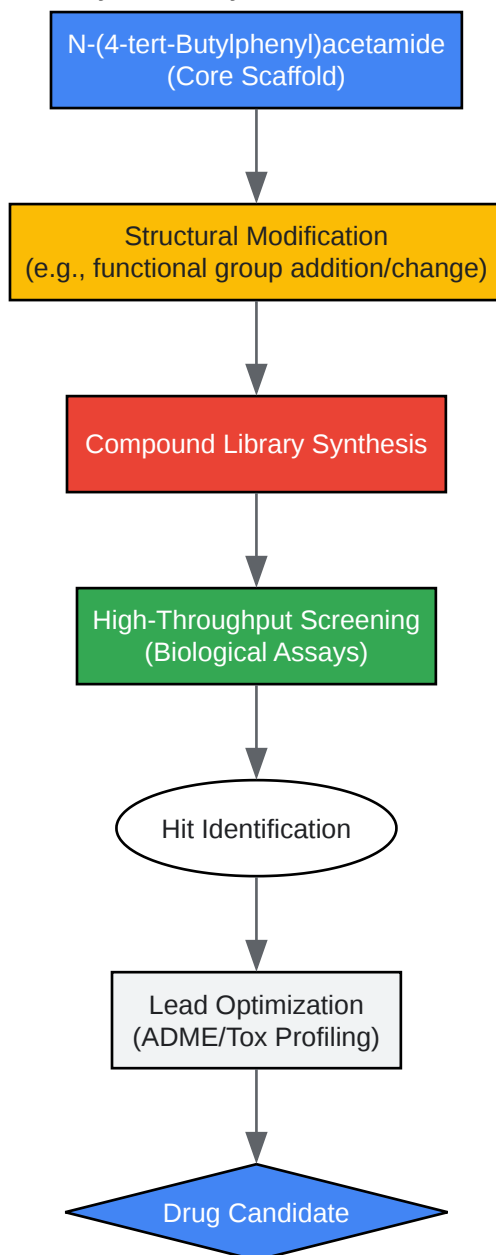 N-(4-tert-Butylphenyl)acetamide
(Core Scaffold)
Structural Modification
(e.g., functional group addition/change)
Compound Library Synthesis
High-Throughput Screening
(Biological Assays)
Hit Identification
Lead Optimization
(ADME/Tox Profiling)
Drug Candidate